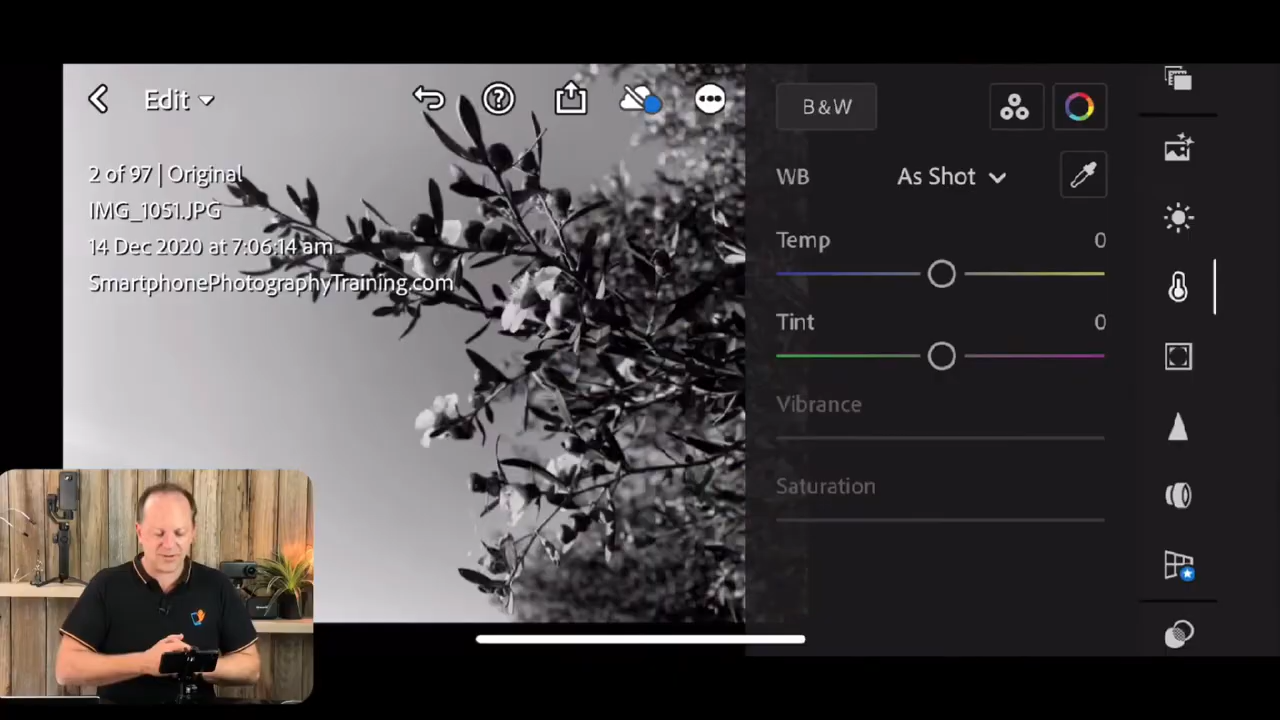 Edit
B&W
2 of 97 | Original
IMG_1051.JPG
14 Dec 2020 at 7:06:14 am
SmartphonePhotographyTraining.com
WB
As Shot
Temp
0
Tint
0
Vibrance
Saturation